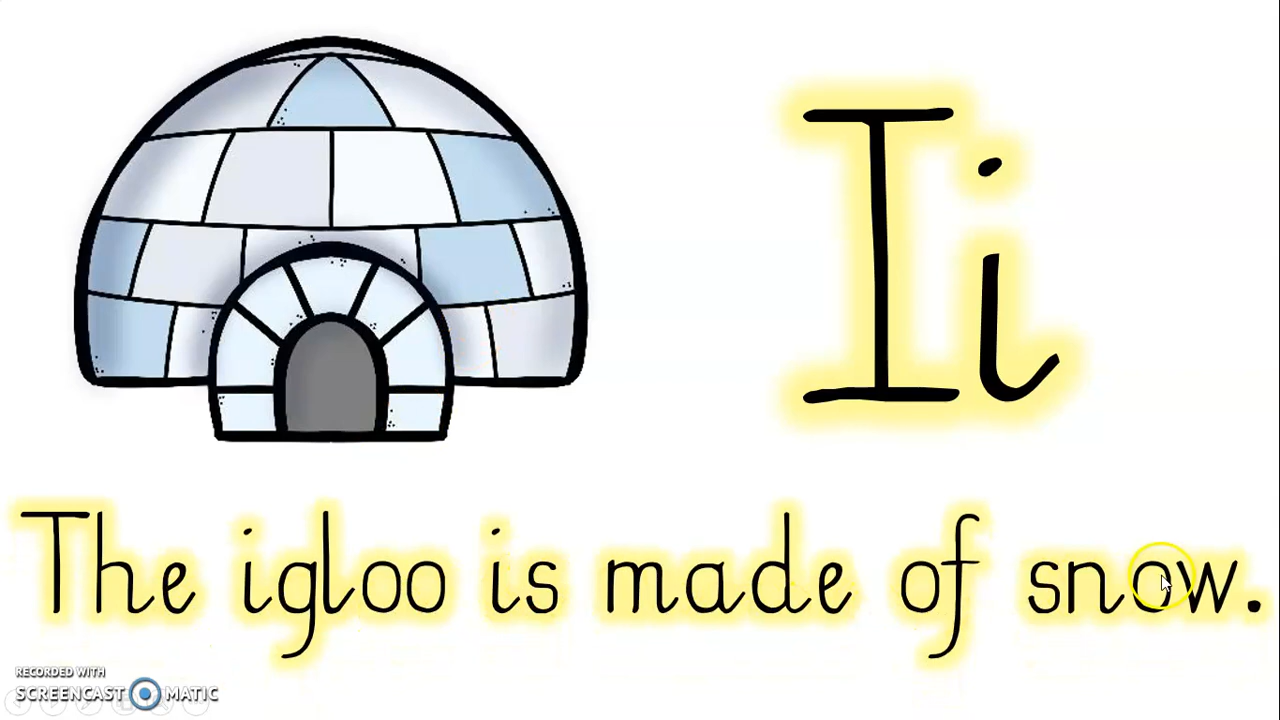 Ii
The igloo is made of snow.
RECORDED WITH
SCREENCAST MATIC